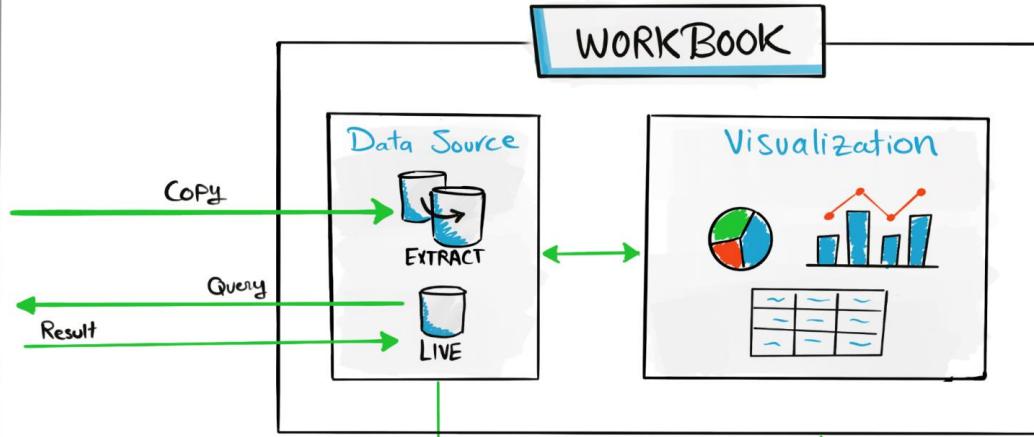 WORKBOOK
Data Source
Visualization
Copy
EXTRACT
Query
Result
LIVE